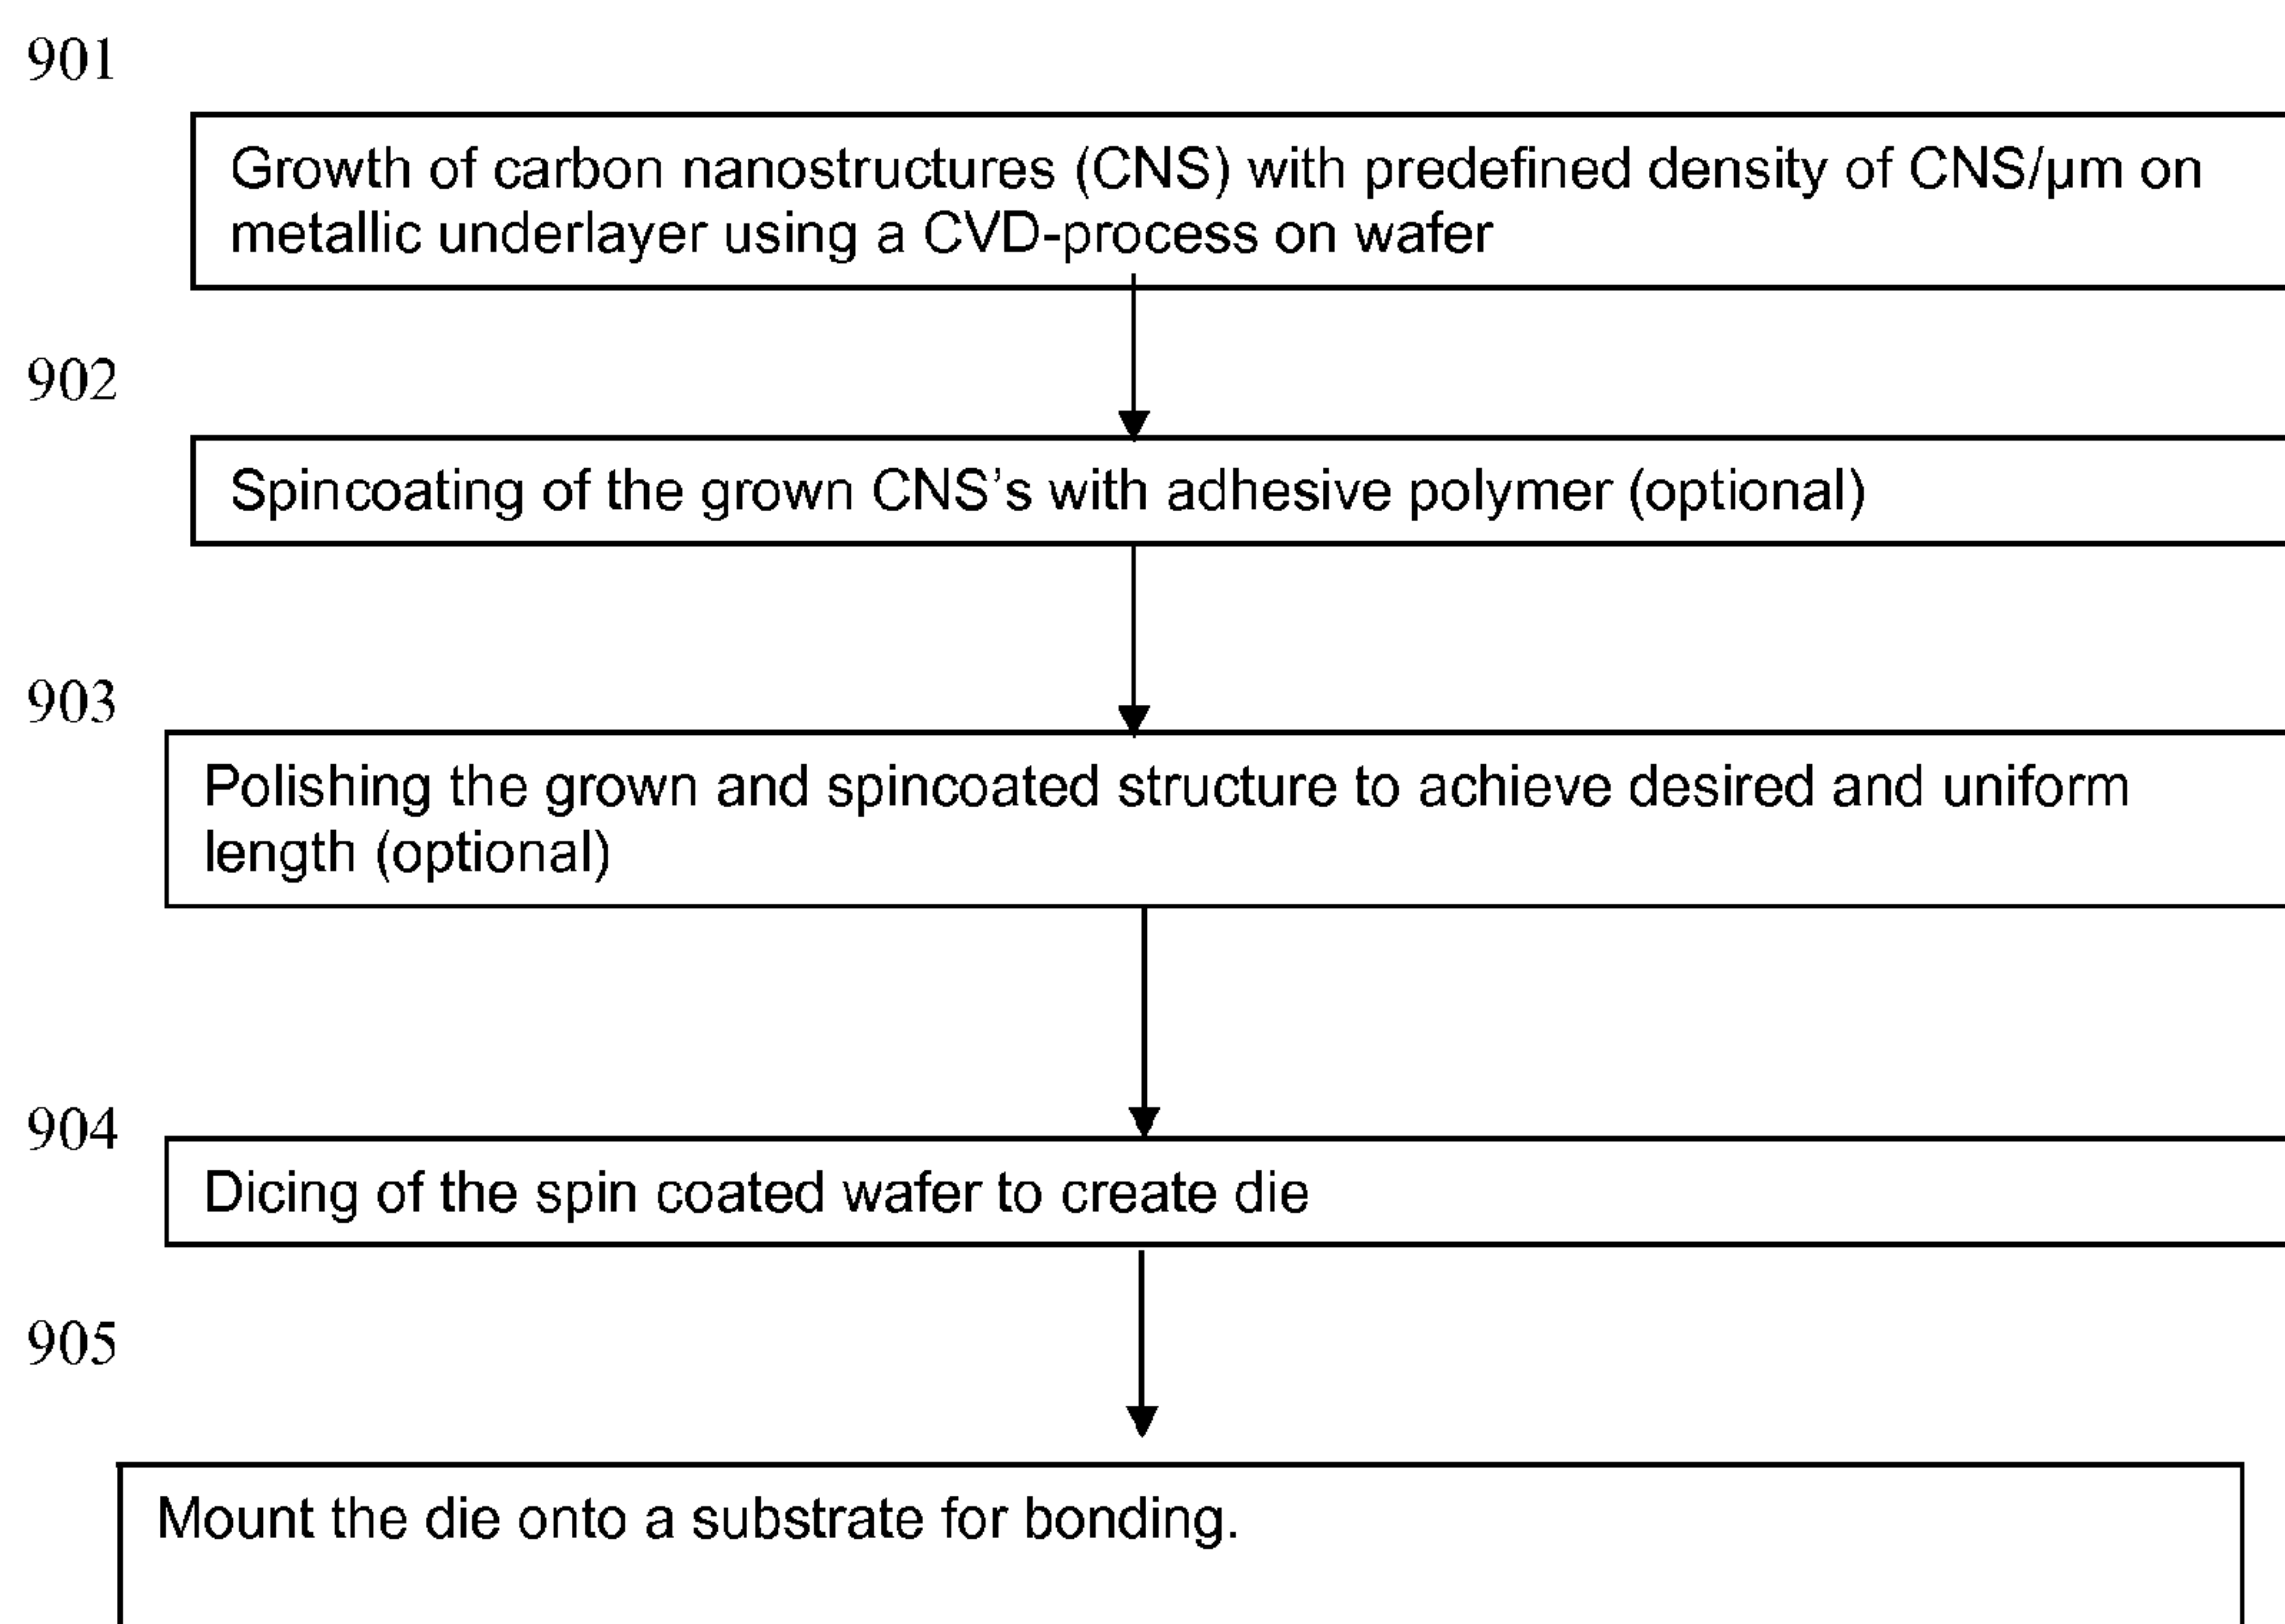 901
Growth of carbon nanostructures (CNS) with predefined density of CNS/µm on
metallic underlayer using a CVD-process on wafer
902
Spincoating of the grown CNS’s with adhesive polymer (optional)
903
Polishing the grown and spincoated structure to achieve desired and uniform
length (optional)
904
Dicing of the spin coated wafer to create die
905
Mount the die onto a substrate for bonding.